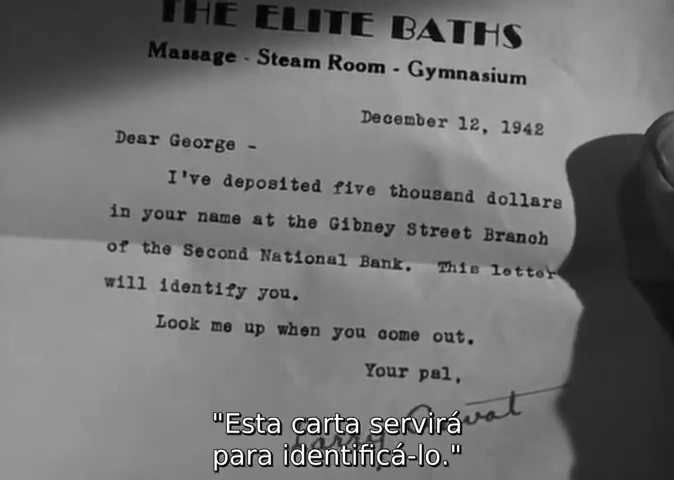 THE ELITE BATHS
Massage - Steam Room - Gymnasium
December 12, 1942
Dear George -
I've deposited five thousand dollars
in your name at the Gibney Street Branch
of the Second National Bank. This letter
will identify you.
Look me up when you come out.
Your pal,
Larry
"Esta carta servirá
para identificá-lo."